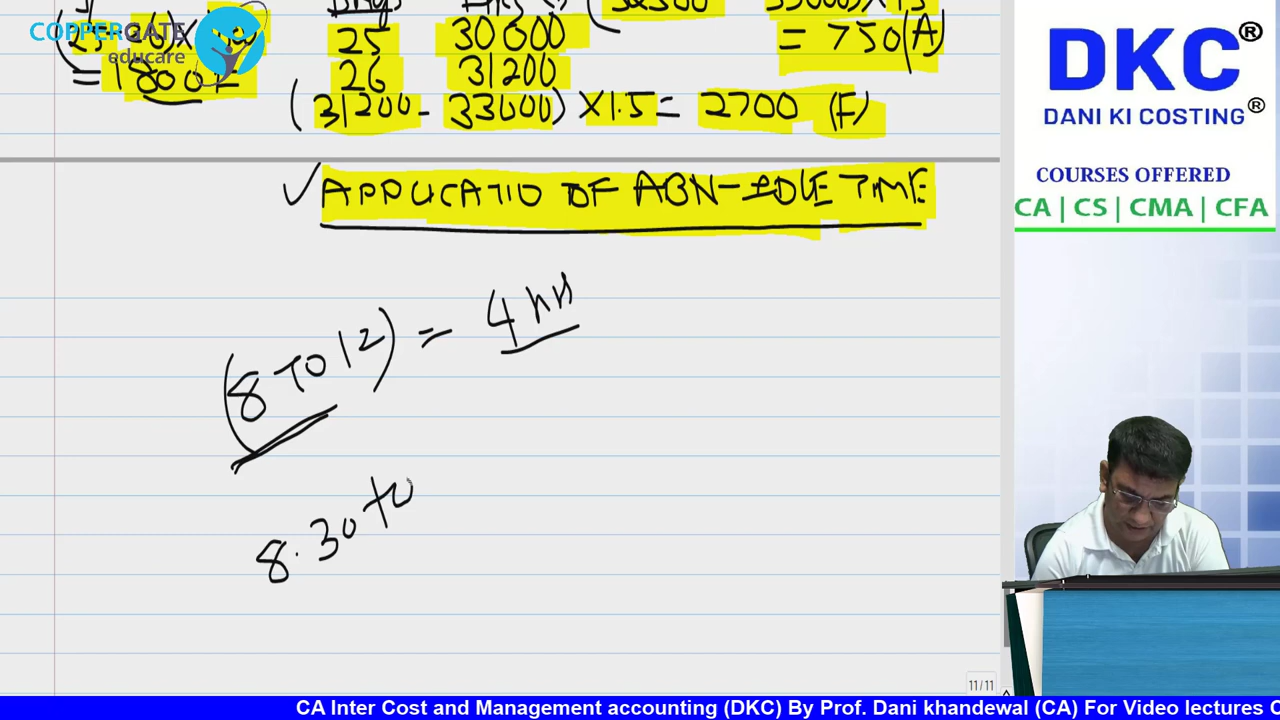 COPPERGATE
educare
= 1800 F
Days
25 30000
26 31200
(31200 - 33000) × 1.5 = 2700 (F)
= 750 (A)
✓ APPLICATIO OF ABN-IDLE TIME
(8 TO 12) = 4 hrs
8.30 to
11/11
DKC®
DANI KI COSTING®
COURSES OFFERED
CA | CS | CMA | CFA
CA Inter Cost and Management accounting (DKC) By Prof. Dani khandewal (CA) For Video lectures C